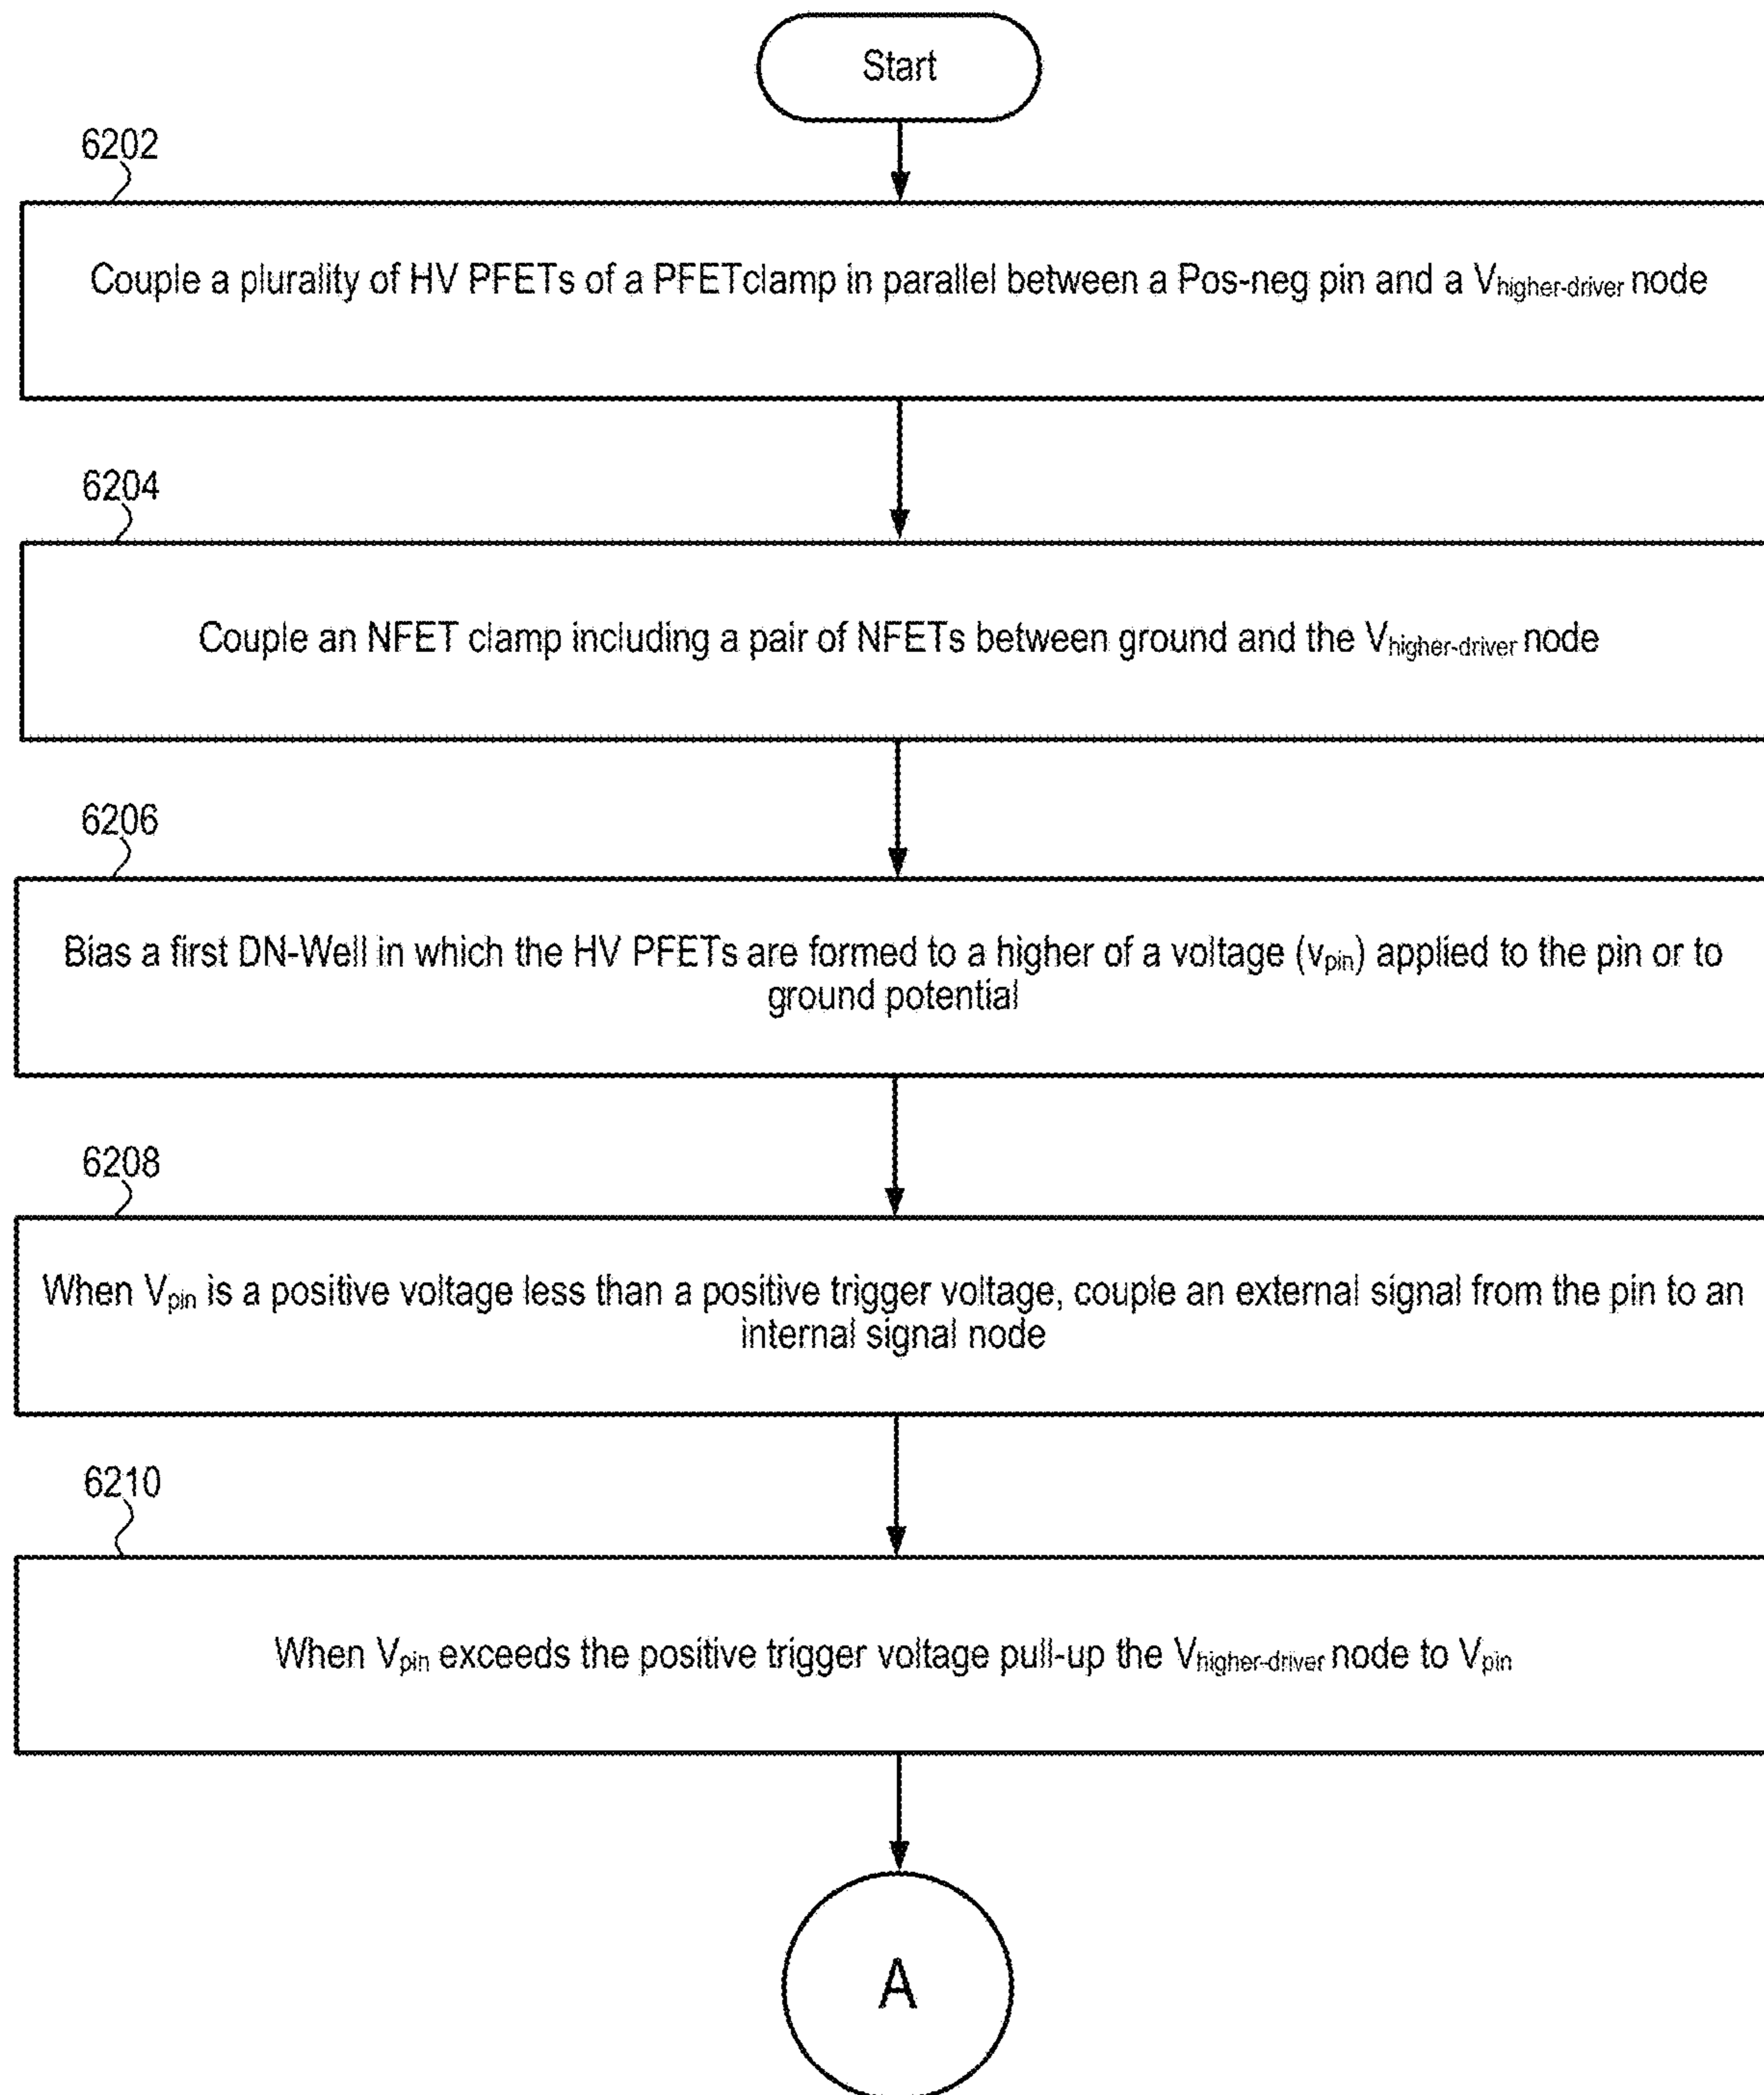 Start
6202
Couple a plurality of HV PFETs of a PFETclamp in parallel between a Pos-neg pin and a Vhigher-driver node
6204
Couple an NFET clamp including a pair of NFETs between ground and the Vhigher-driver node
6206
Bias a first DN-Well in which the HV PFETs are formed to a higher of a voltage (vpin) applied to the pin or to
ground potential
6208
When Vpin is a positive voltage less than a positive trigger voltage, couple an external signal from the pin to an
internal signal node
6210
When Vpin exceeds the positive trigger voltage pull-up the Vhigher-driver node to Vpin
A